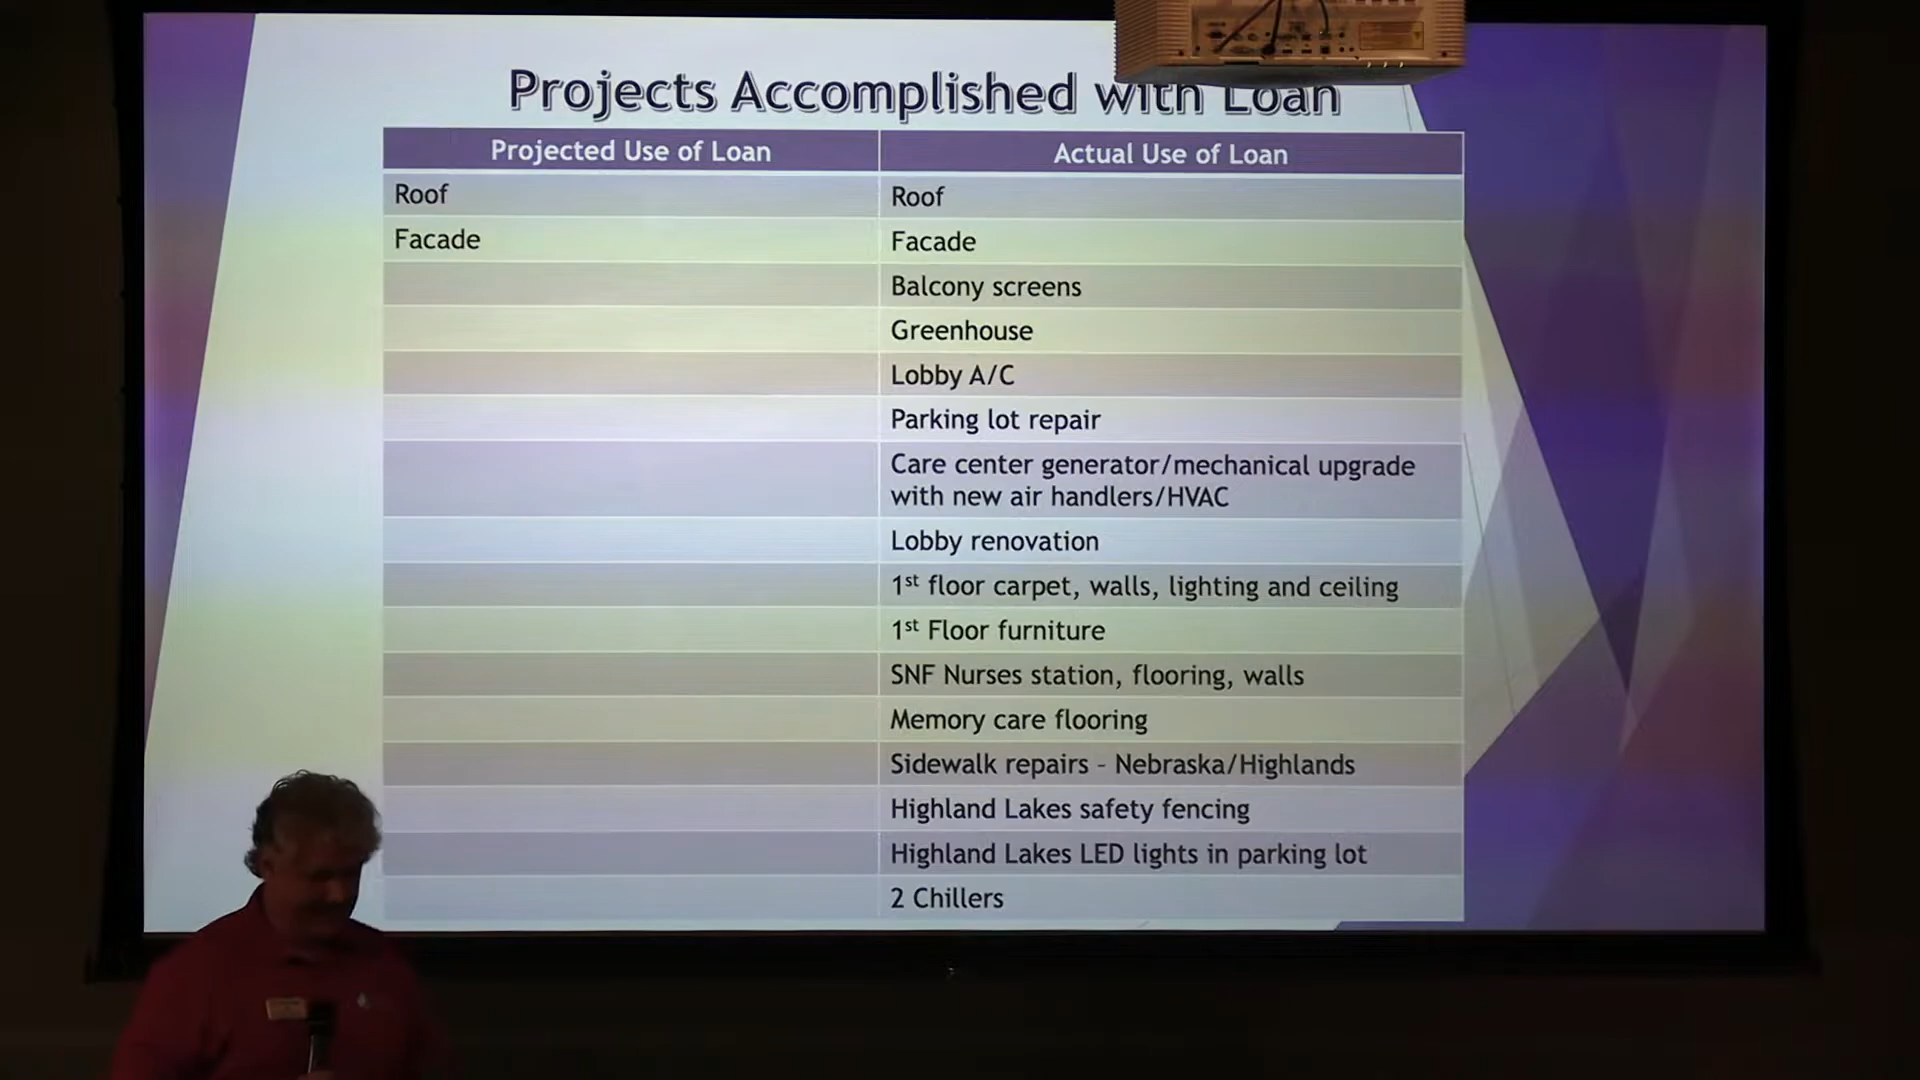 Projects Accomplished with Loan
Projected Use of Loan
Actual Use of Loan
Roof
Roof
Facade
Facade
Balcony screens
Greenhouse
Lobby A/C
Parking lot repair
Care center generator/mechanical upgrade
with new air handlers/HVAC
Lobby renovation
1st floor carpet, walls, lighting and ceiling
1st Floor furniture
SNF Nurses station, flooring, walls
Memory care flooring
Sidewalk repairs – Nebraska/Highlands
Highland Lakes safety fencing
Highland Lakes LED lights in parking lot
2 Chillers